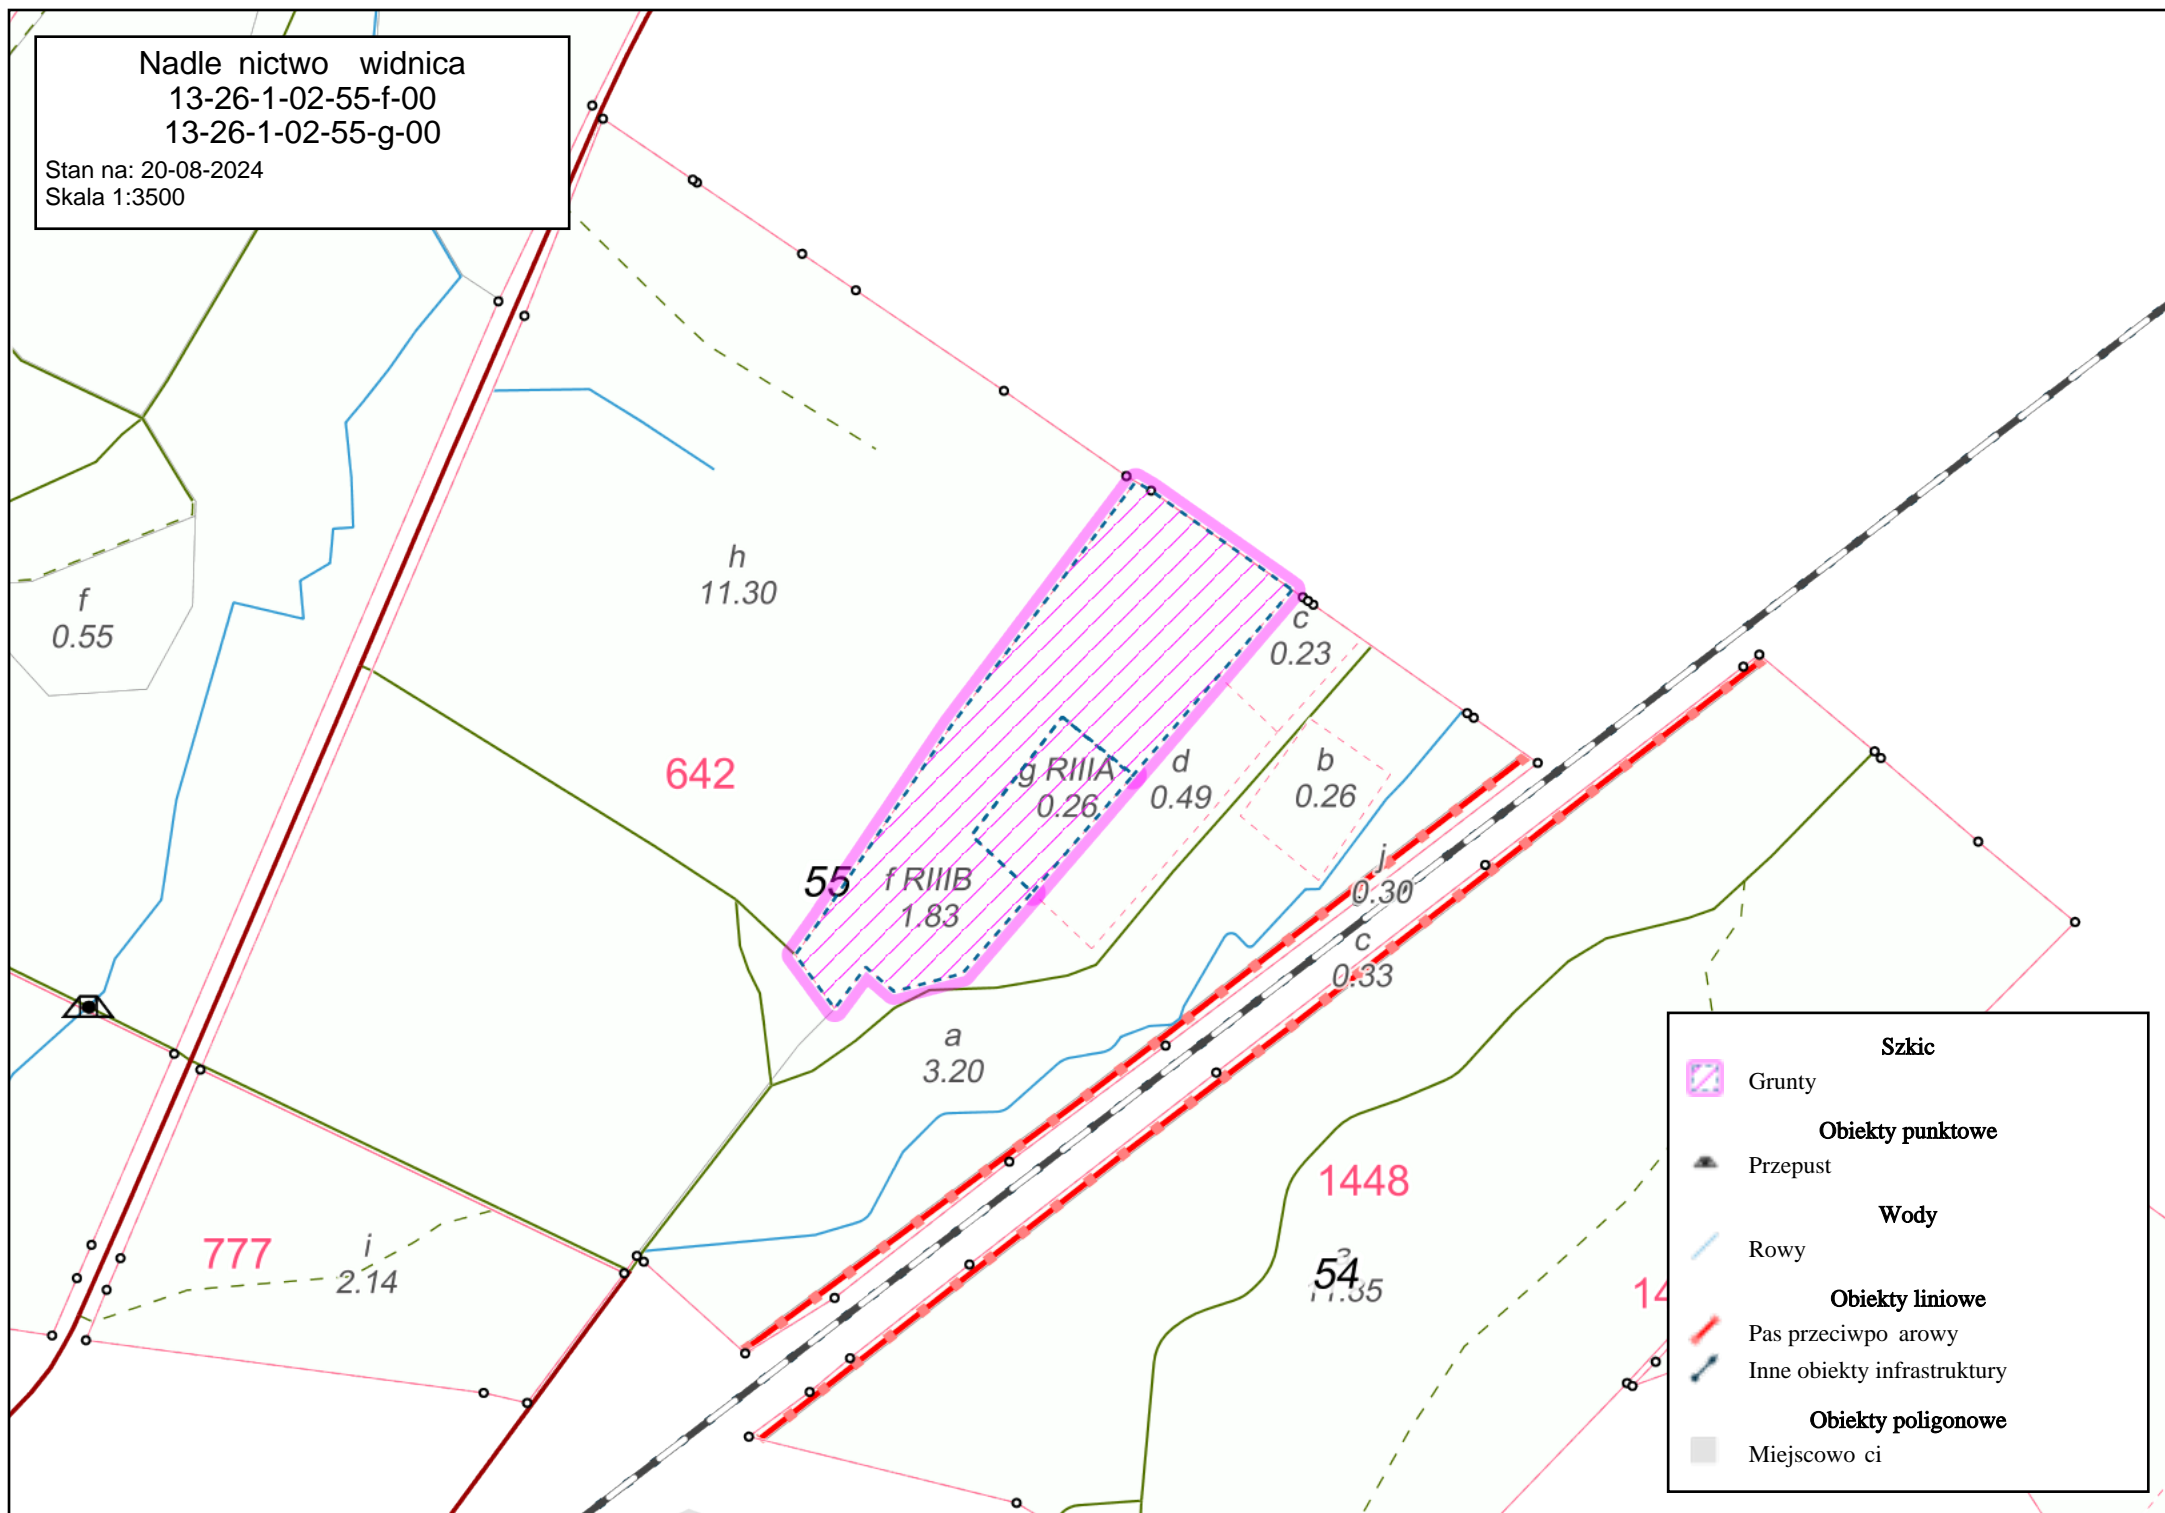 Nadle nictwo widnica
13-26-1-02-55-f-00
13-26-1-02-55-g-00
Stan na: 20-08-2024
Skala 1:3500
h
11.30
f
0.55
c
0.23
642
g RIIIA
0.26
d
0.49
b
0.26
55
f RIIIB
1.83
j
0.30
c
0.33
a
3.20
1448
777
i
2.14
54
14
Szkic
Grunty
Obiekty punktowe
Przepust
Wody
Rowy
Obiekty liniowe
Pas przeciwpo arowy
Inne obiekty infrastruktury
Obiekty poligonowe
Miejscowo ci